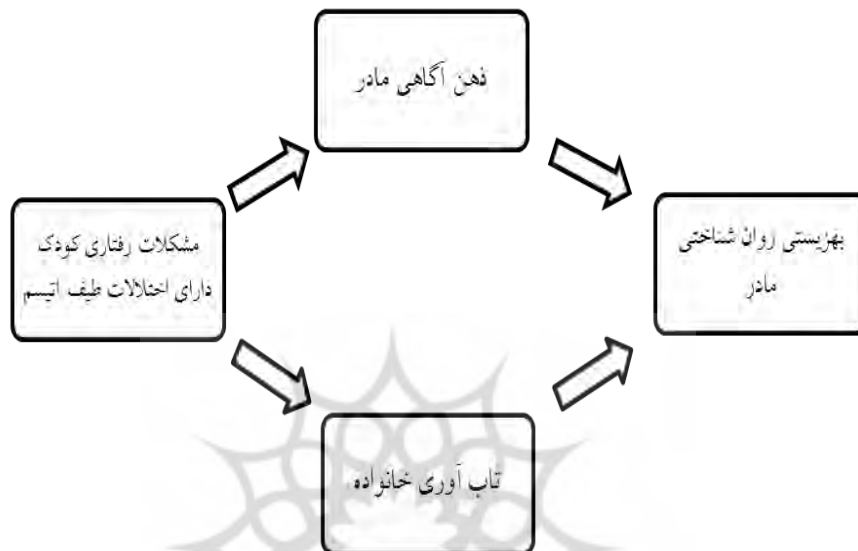 ذهن آگاهی مادر
مشکلات رفتاری کودک
دارای اختلالات طیف اتیسم
بهزیستی روان شناختی
مادر
تاب آوری خانواده